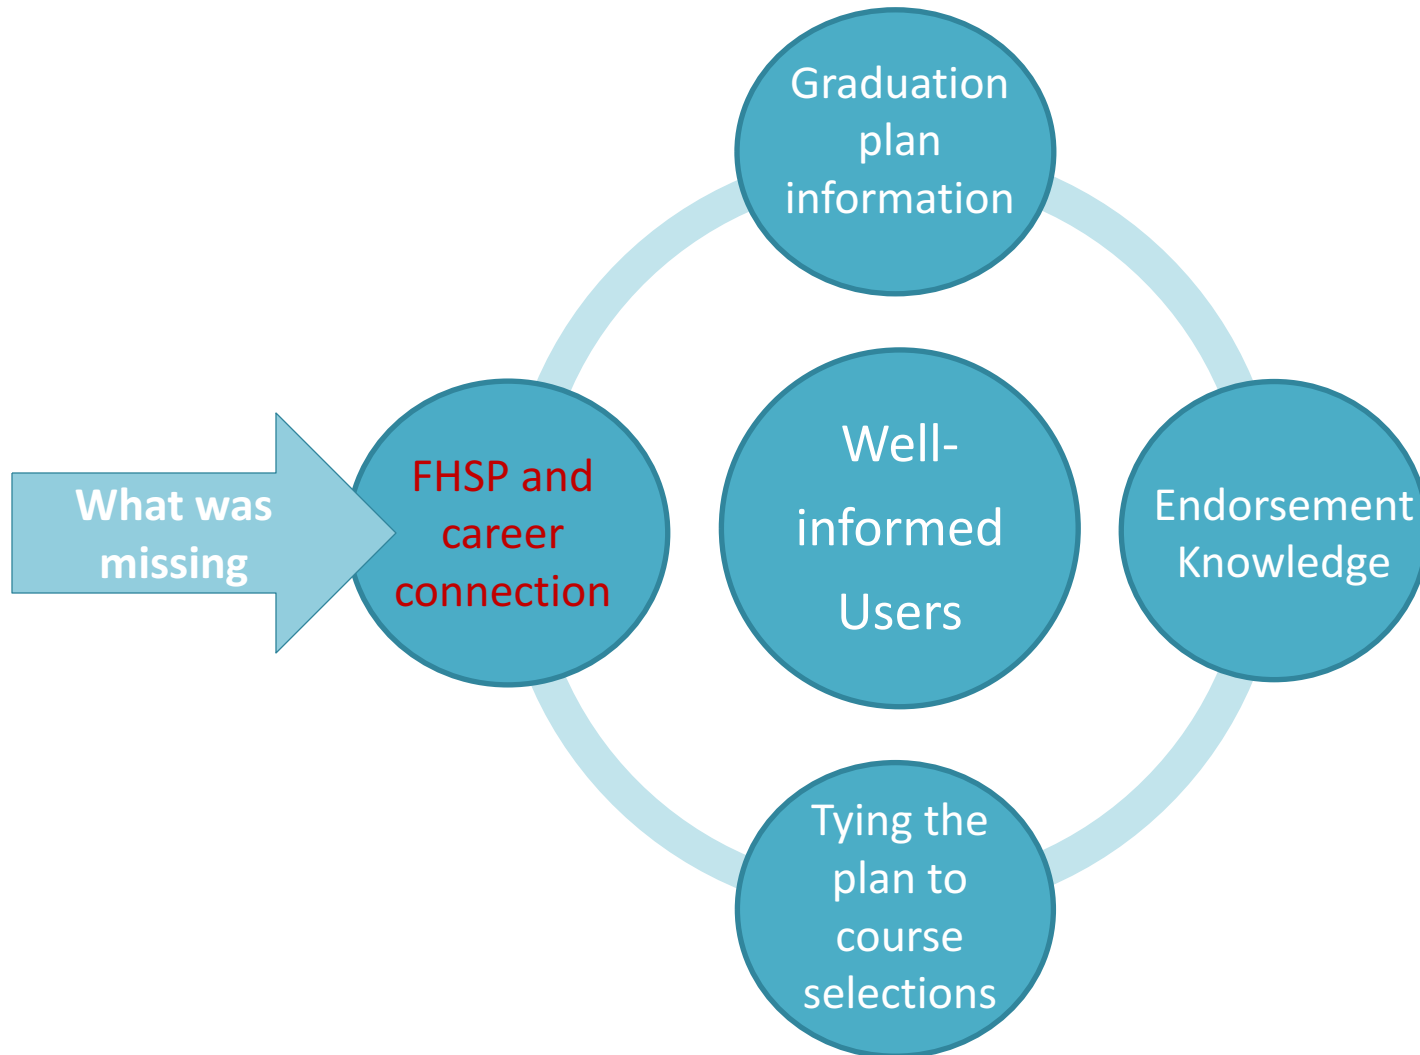 Graduation
plan
information
What was
missing
FHSP and
career
connection
Well-
informed
Users
Endorsement
Knowledge
Tying the
plan to
course
selections